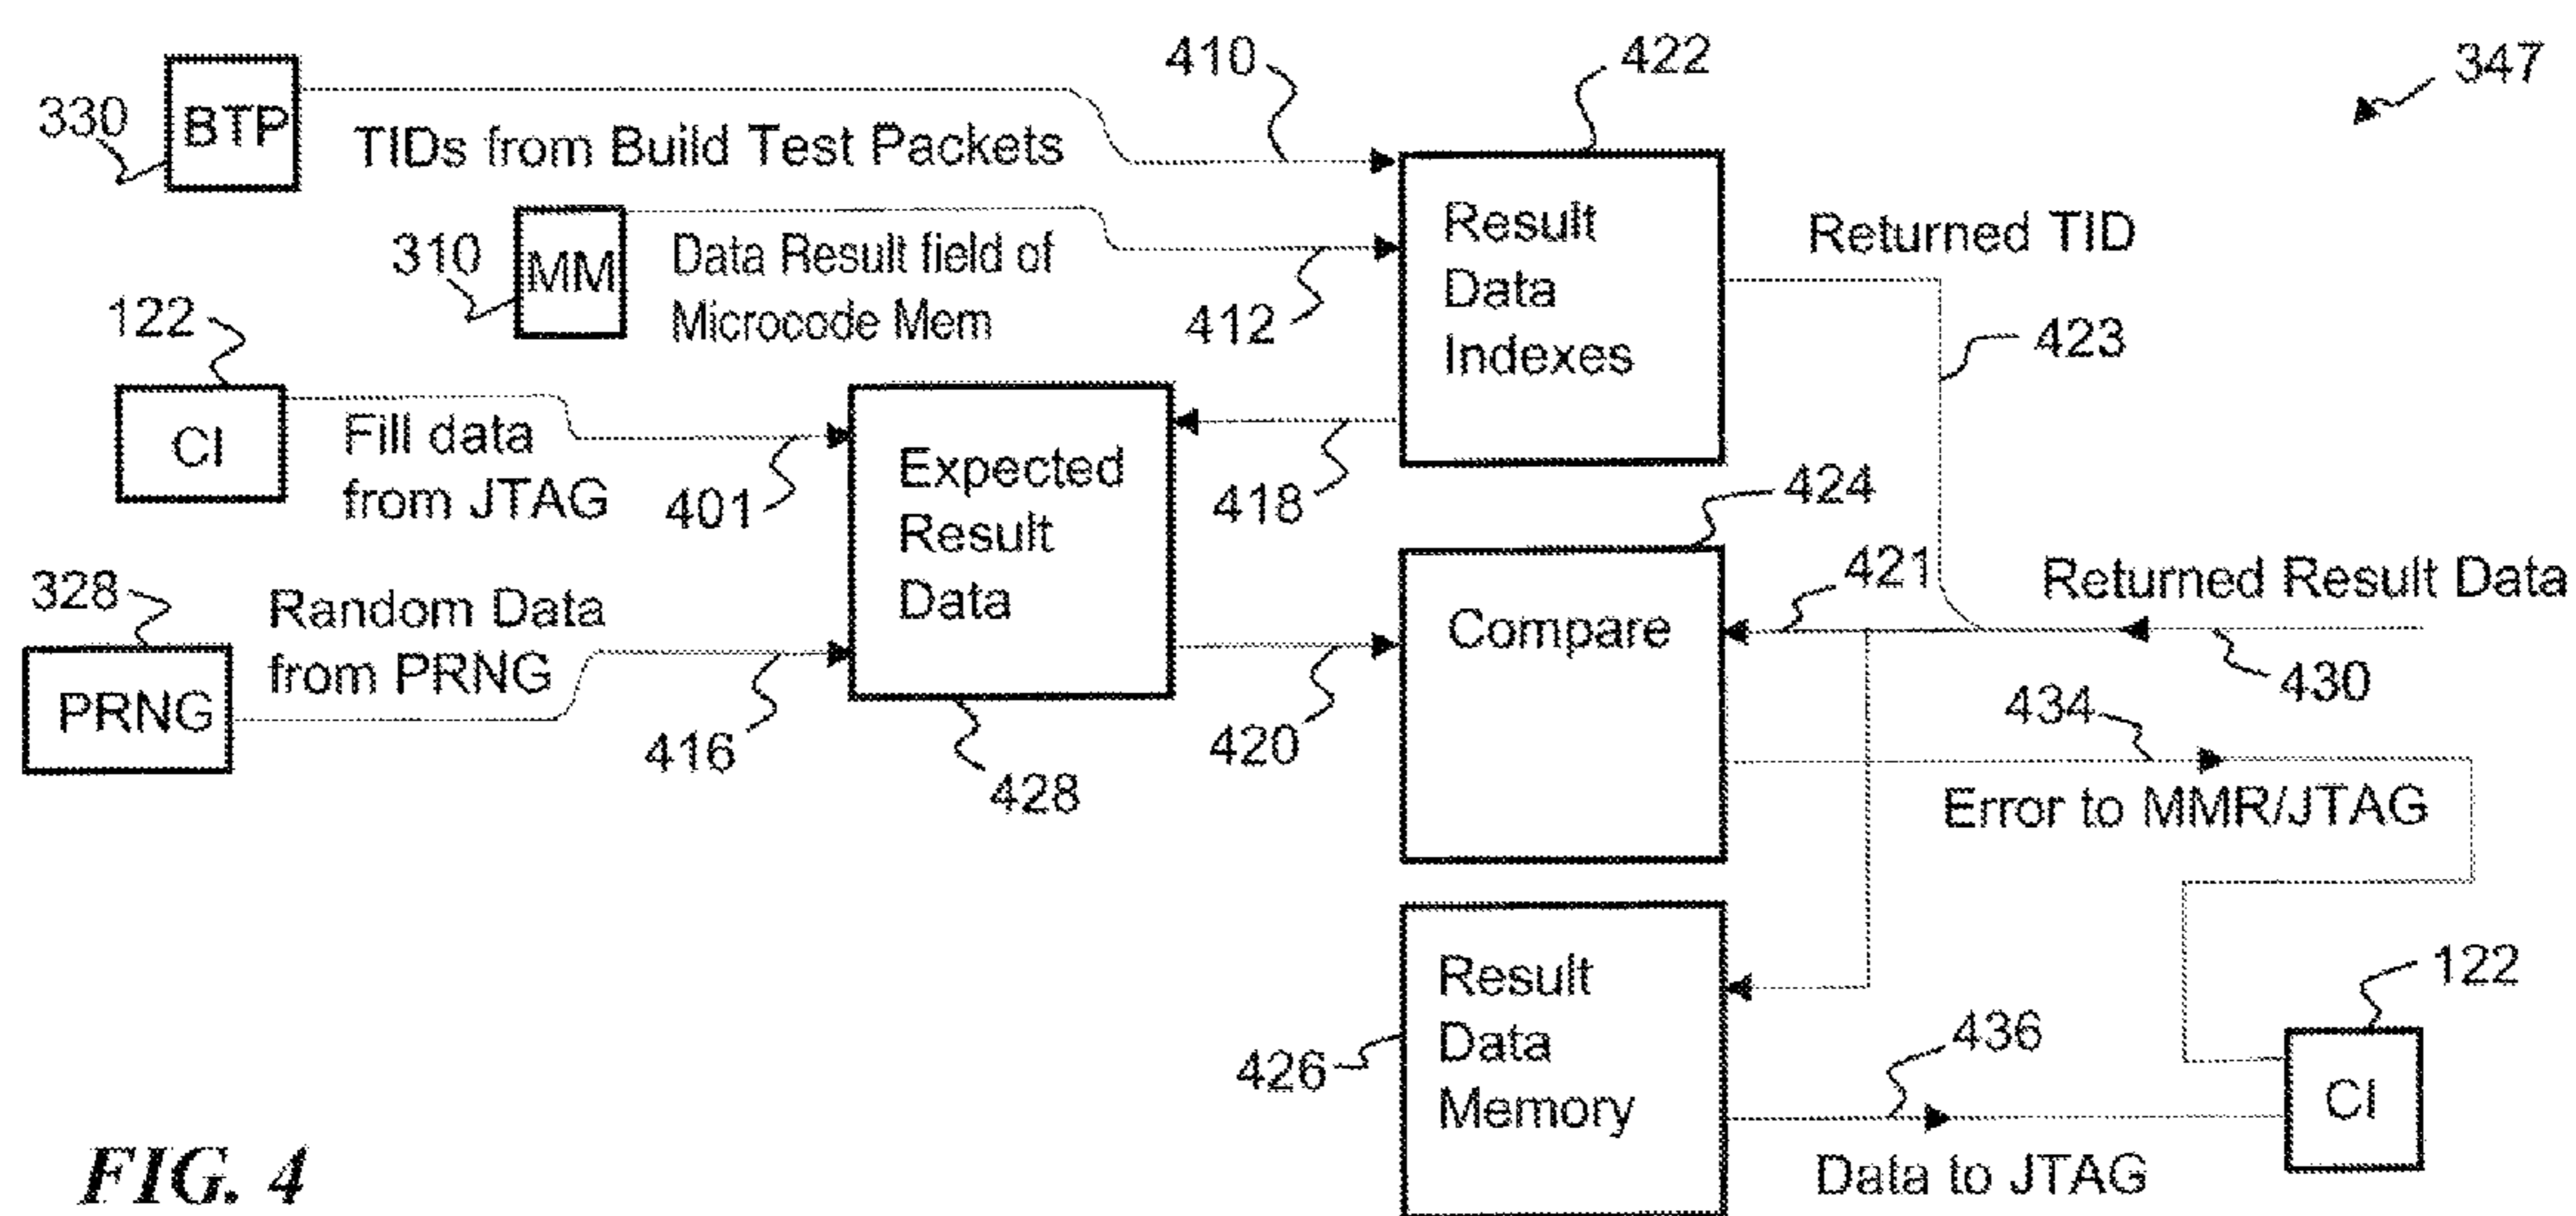 410
422
347
330
BTP
TIDs from Build Test Packets
Result
Data
Indexes
Returned TID
310
MM
Data Result field of
Microcode Mem
412
423
122
CI
Fill data
from JTAG
401
Expected
Result
Data
418
424
328
PRNG
Random Data
from PRNG
416
428
420
Compare
421
Returned Result Data
430
434
Error to MMR/JTAG
426
Result
Data
Memory
436
Data to JTAG
122
CI
FIG. 4